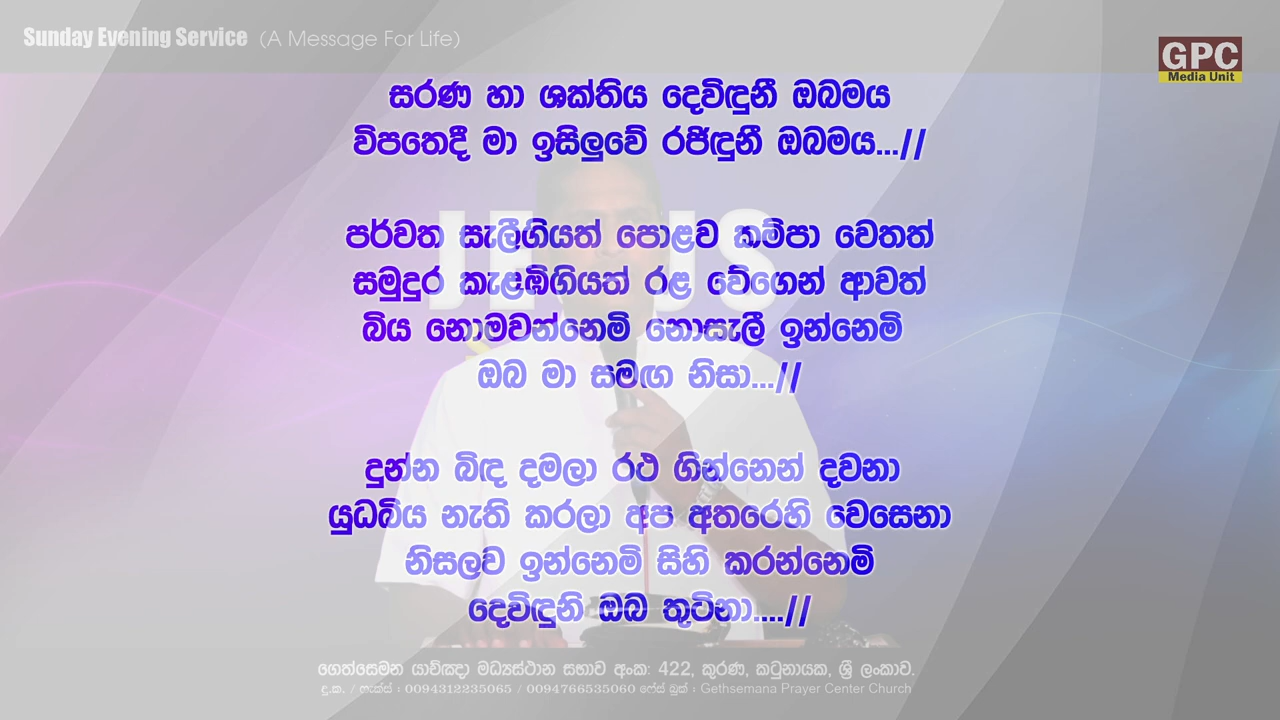 Sunday Evening Service (A Message For Life)
GPC
Media Unit
සරණ හා ශක්තිය දෙවිඳුනී ඔබමය
විපතෙදී මා ඉසිලුවේ රජිඳුනී ඔබමය...//
JESUS
පර්වත සැලීගියත් පොළව කම්පා වෙතත්
සමුදුර කැළඹීගියත් රළ වේගෙන් ආවත්
බිය නොමවන්නෙමි නොසැලී ඉන්නෙමි
ඔබ මා සමඟ නිසා...//
දුන්න බිඳ දමලා රථ ගින්නෙන් දවනා
යුධබිය නැති කරලා අප අතරෙහි වෙසෙනා
නිසලව ඉන්නෙමි සිහි කරන්නෙමි
දෙවිඳුනි ඔබ තුටිනා....//
ගෙත්සෙමන යාච්ඤා මධ්‍යස්ථාන සභාව අංක: 422, කුරණ, කටුනායක, ශ්‍රී ලංකාව.
දු.ක. / ෆැක්ස් : 0094312235065 / 0094766535060 ෆේස් බුක් : Gethsemana Prayer Center Church